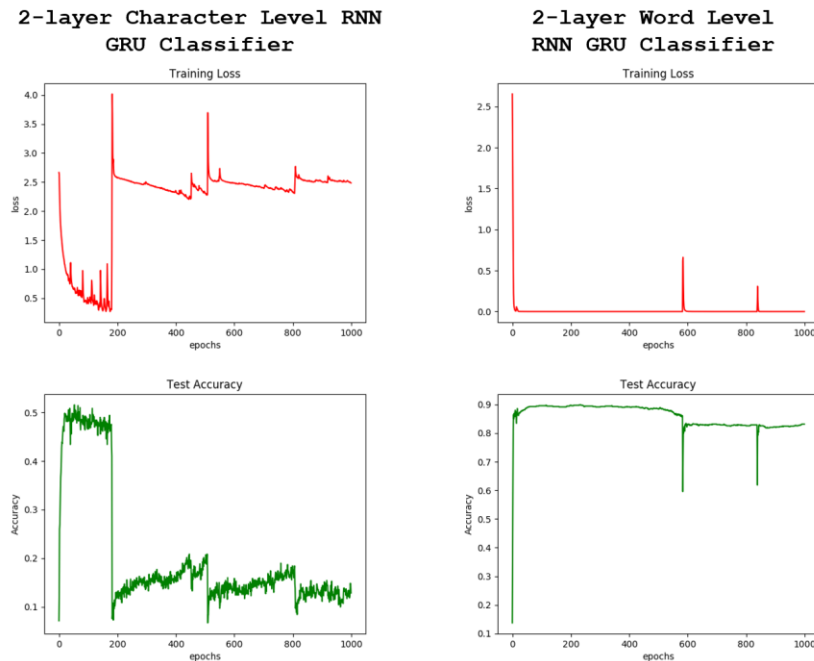 2-layer Character Level RNN
GRU Classifier
Training Loss
4.0
3.5
3.0
2.5
2.0
1.5
1.0
0.5
loss
0 200 400 600 800 1000
epochs
Test Accuracy
0.5
0.4
0.3
0.2
0.1
Accuracy
0 200 400 600 800 1000
epochs
2-layer Word Level
RNN GRU Classifier
Training Loss
2.5
2.0
1.5
1.0
0.5
0.0
loss
0 200 400 600 800 1000
epochs
Test Accuracy
0.9
0.8
0.7
0.6
0.5
0.4
0.3
0.2
0.1
Accuracy
0 200 400 600 800 1000
epochs